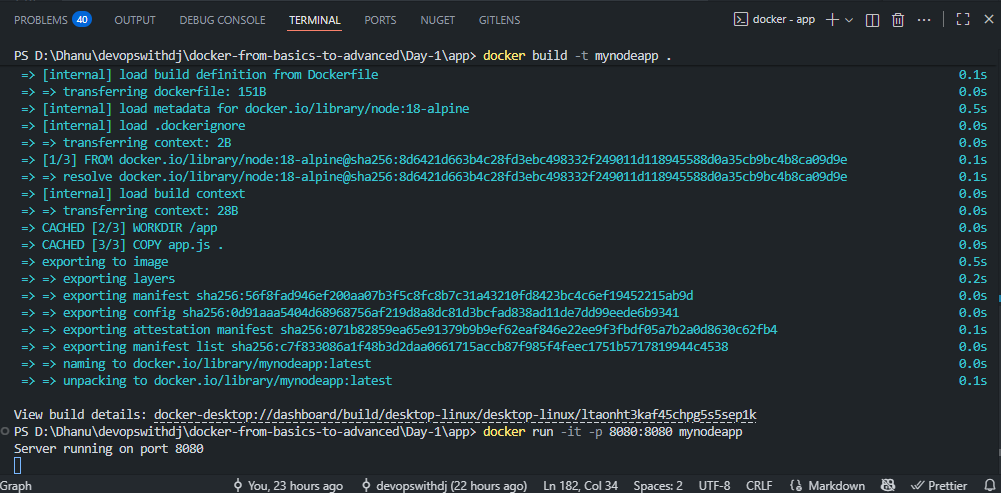 PROBLEMS 40 OUTPUT DEBUG CONSOLE TERMINAL PORTS NUGET GITLENS docker - app
PS D:\Dhanu\devopswithdj\docker-from-basics-to-advanced\Day-1\app> docker build -t mynodeapp .
=> [internal] load build definition from Dockerfile 0.1s
=> => transferring dockerfile: 151B 0.0s
=> [internal] load metadata for docker.io/library/node:18-alpine 0.5s
=> [internal] load .dockerignore 0.0s
=> => transferring context: 2B 0.0s
=> [1/3] FROM docker.io/library/node:18-alpine@sha256:8d6421d663b4c28fd3ebc498332f249011d118945588d0a35cb9bc4b8ca09d9e 0.1s
=> => resolve docker.io/library/node:18-alpine@sha256:8d6421d663b4c28fd3ebc498332f249011d118945588d0a35cb9bc4b8ca09d9e 0.1s
=> [internal] load build context 0.0s
=> => transferring context: 28B 0.0s
=> CACHED [2/3] WORKDIR /app 0.0s
=> CACHED [3/3] COPY app.js . 0.0s
=> exporting to image 0.5s
=> => exporting layers 0.2s
=> => exporting manifest sha256:56f8fad946ef200aa07b3f5c8fc8b7c31a43210fd8423bc4c6ef19452215ab9d 0.0s
=> => exporting config sha256:0d91aaa5404d68968756af219d8a8dc81d3bcfad838ad11de7dd99eede6b9341 0.0s
=> => exporting attestation manifest sha256:071b82859ea65e91379b9b9ef62eaf846e22ee9f3fbdf05a7b2a0d8630c62fb4 0.1s
=> => exporting manifest list sha256:c7f833086a1f48b3d2daa0661715accb87f985f4feec1751b5717819944c4538 0.0s
=> => naming to docker.io/library/mynodeapp:latest 0.0s
=> => unpacking to docker.io/library/mynodeapp:latest 0.1s
View build details: docker-desktop://dashboard/build/desktop-linux/desktop-linux/ltaonht3kaf45chpg5s5sep1k
PS D:\Dhanu\devopswithdj\docker-from-basics-to-advanced\Day-1\app> docker run -it -p 8080:8080 mynodeapp
Server running on port 8080
Graph You, 23 hours ago devopswithdj (22 hours ago) Ln 182, Col 34 Spaces: 2 UTF-8 CRLF Markdown Prettier